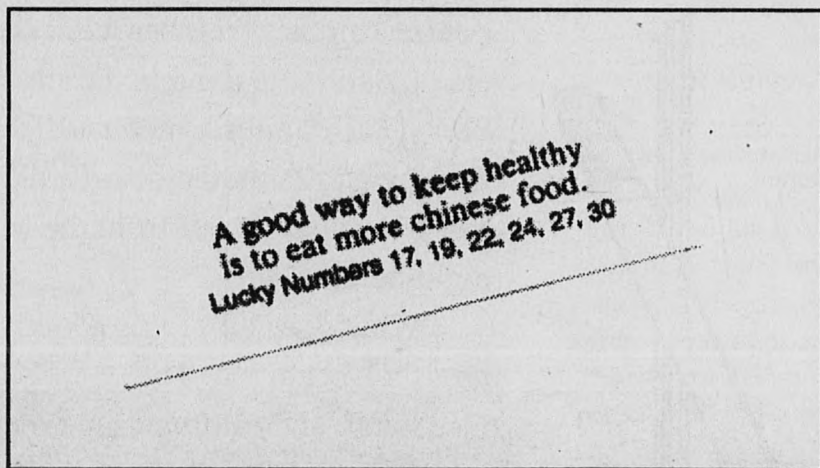 A good way to keep healthy
is to eat more chinese food.
Lucky Numbers 17, 19, 22, 24, 27, 30